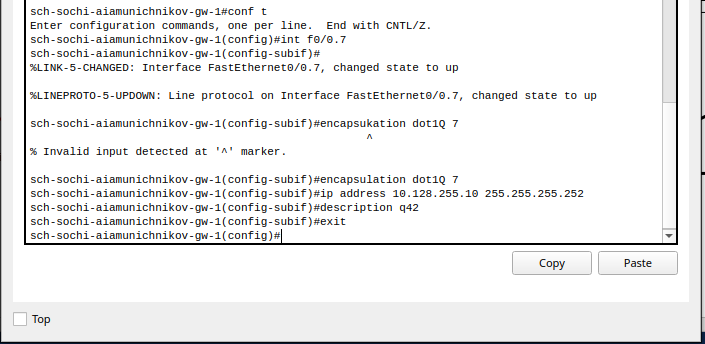 sch-sochi-aiamunichnikov-gw-1#conf t
Enter configuration commands, one per line.  End with CNTL/Z.
sch-sochi-aiamunichnikov-gw-1(config)#int f0/0.7
sch-sochi-aiamunichnikov-gw-1(config-subif)#
%LINK-5-CHANGED: Interface FastEthernet0/0.7, changed state to up
%LINEPROTO-5-UPDOWN: Line protocol on Interface FastEthernet0/0.7, changed state to up
sch-sochi-aiamunichnikov-gw-1(config-subif)#encapsukation dot1Q 7
^
% Invalid input detected at '^' marker.
sch-sochi-aiamunichnikov-gw-1(config-subif)#encapsulation dot1Q 7
sch-sochi-aiamunichnikov-gw-1(config-subif)#ip address 10.128.255.10 255.255.255.252
sch-sochi-aiamunichnikov-gw-1(config-subif)#description q42
sch-sochi-aiamunichnikov-gw-1(config-subif)#exit
sch-sochi-aiamunichnikov-gw-1(config)#
Copy Paste
Top